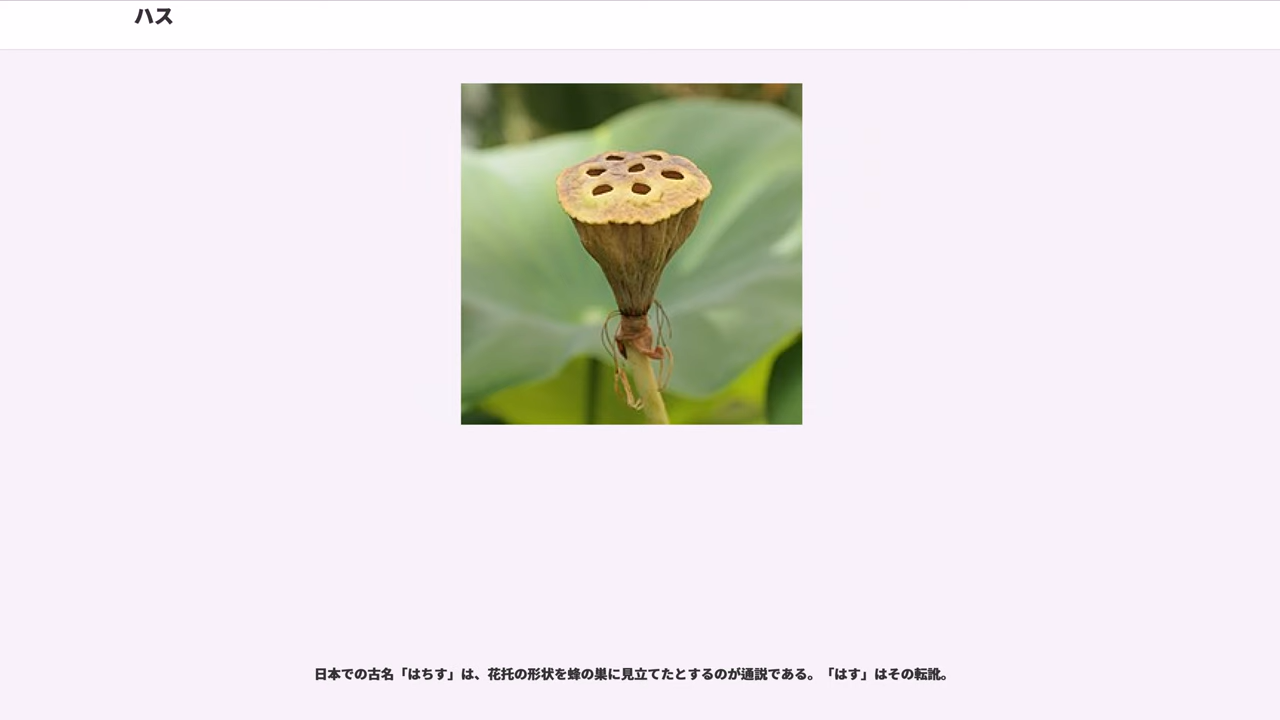 ハス
日本での古名「はちす」は、花托の形状を蜂の巣に見立てたとするのが通説である。「はす」はその転訛。